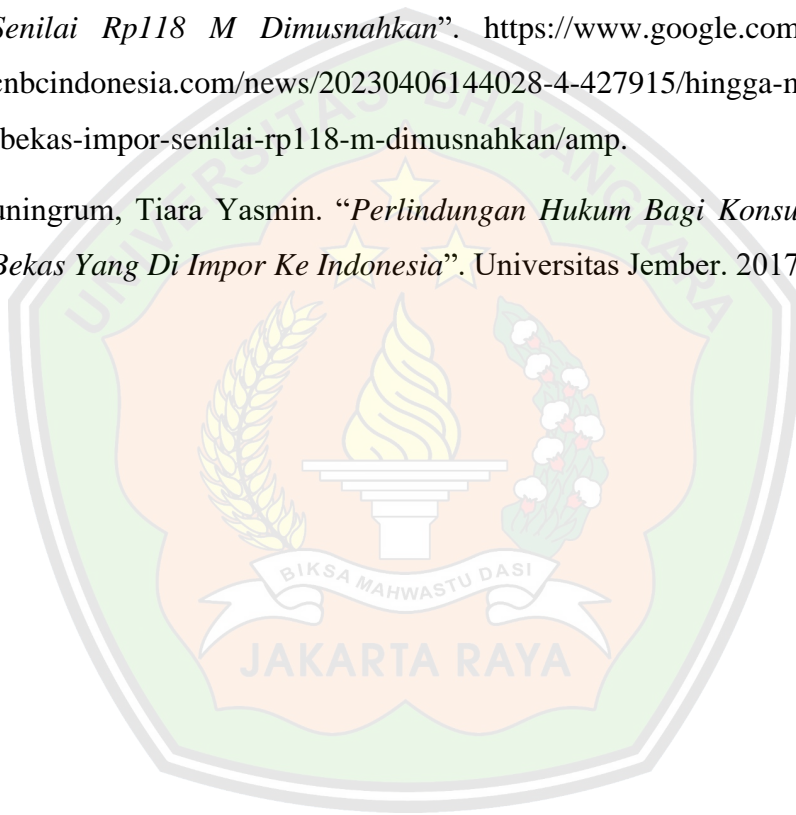 Senilai Rp118 M Dimusnahkan”. https://www.google.com
cnbcindonesia.com/news/20230406144028-4-427915/hingga-
bekas-impor-senilai-rp118-m-dimusnahkan/amp.
uningrum, Tiara Yasmin. “Perlindungan Hukum Bagi Konsu
Bekas Yang Di Impor Ke Indonesia”. Universitas Jember. 2017
UNIVERSITAS BHAYANGKARA
BIKSA MAHWASTU DASI
JAKARTA RAYA